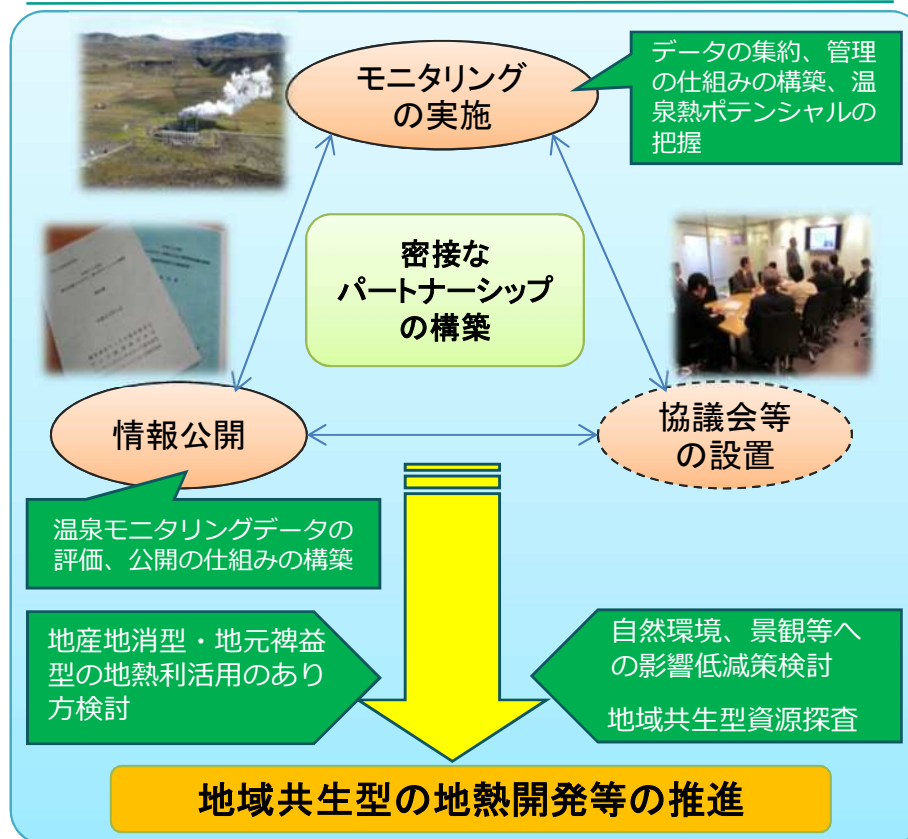 モニタリング
の実施
データの集約、管理
の仕組みの構築、温
泉熱ポテンシャルの
把握
密接な
パートナーシップ
の構築
情報公開
協議会等
の設置
温泉モニタリングデータの
評価、公開の仕組みの構築
地産地消型・地元裨益
型の地熱利活用のあり
方検討
自然環境、景観等へ
の影響低減策検討
地域共生型資源探査
地域共生型の地熱開発等の推進